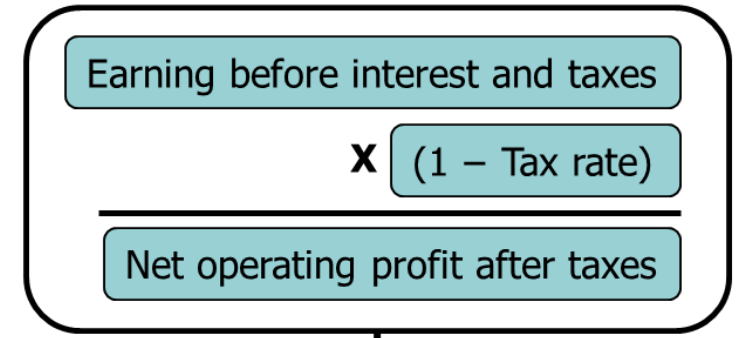 Earning before interest and taxes
x (1 – Tax rate)
Net operating profit after taxes